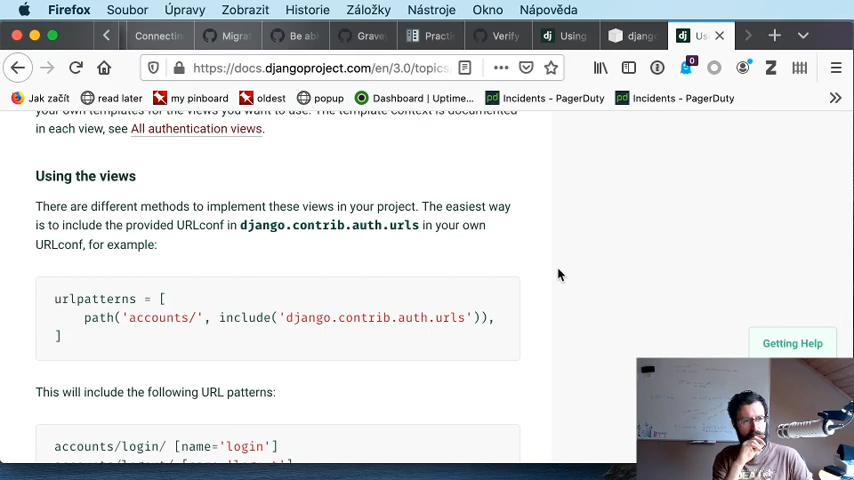 Firefox Soubor Úpravy Zobrazit Historie Záložky Nástroje Okno Nápověda
Connectin Migrat Be abl Grave Practi Verify Using djang Us
https://docs.djangoproject.com/en/3.0/topics
Jak začít read later my pinboard oldest popup Dashboard | Uptime... Incidents - PagerDuty Incidents - PagerDuty
your own templates for the views you want to use. The template context is documented
in each view, see All authentication views.
Using the views
There are different methods to implement these views in your project. The easiest way
is to include the provided URLconf in django.contrib.auth.urls in your own
URLconf, for example:
urlpatterns = [
path('accounts/', include('django.contrib.auth.urls')),
]
Getting Help
This will include the following URL patterns:
accounts/login/ [name='login']